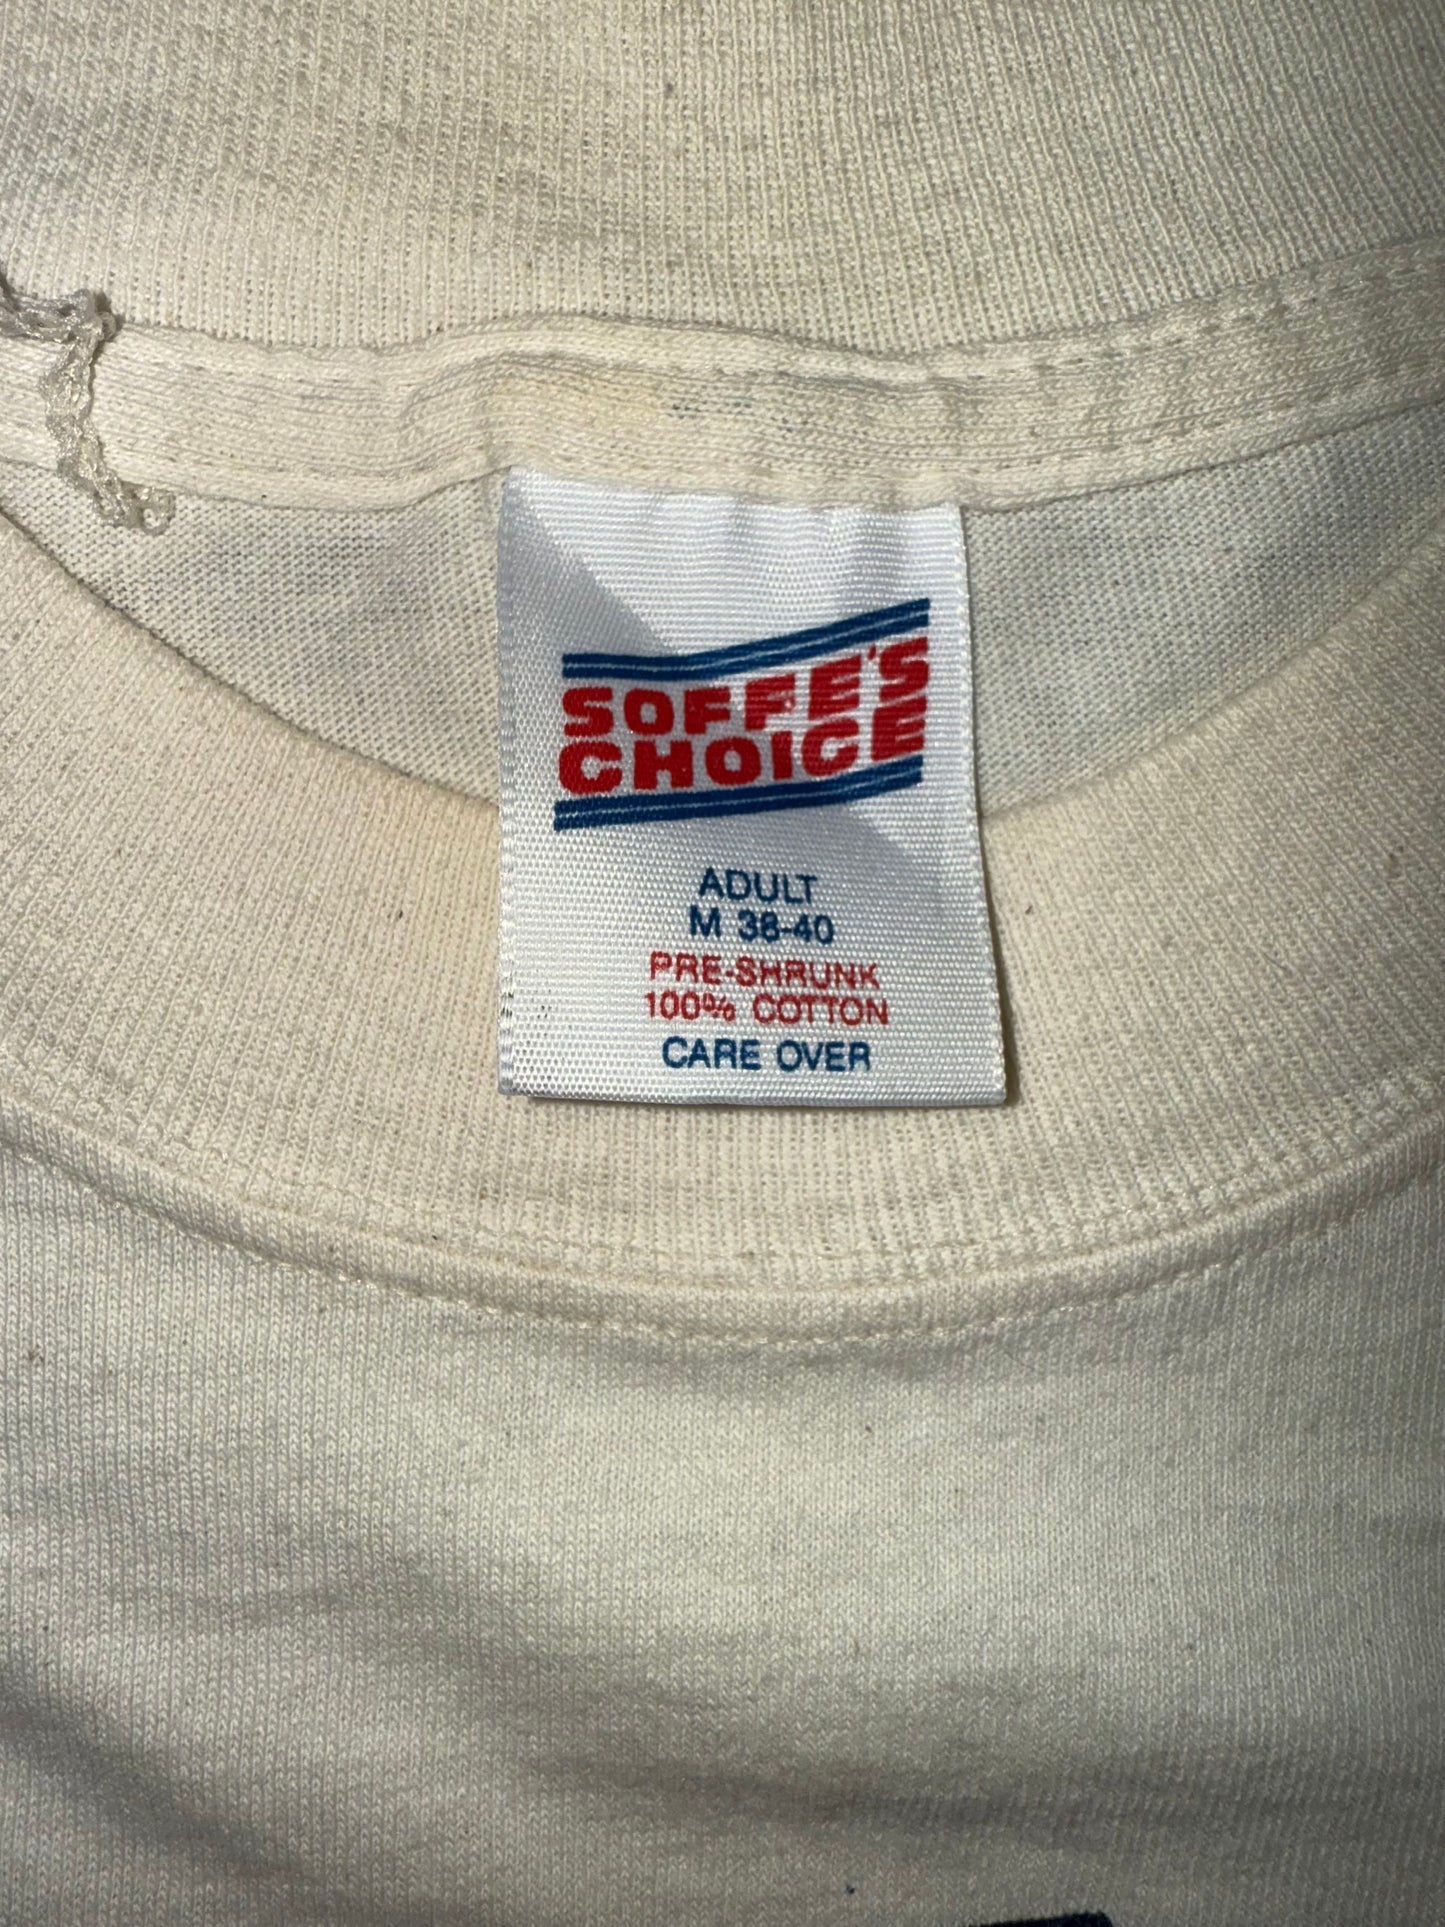 SOFFE'S
CHOICE
ADULT
M 38-40
PRE-SHRUNK
100% COTTON
CARE OVER